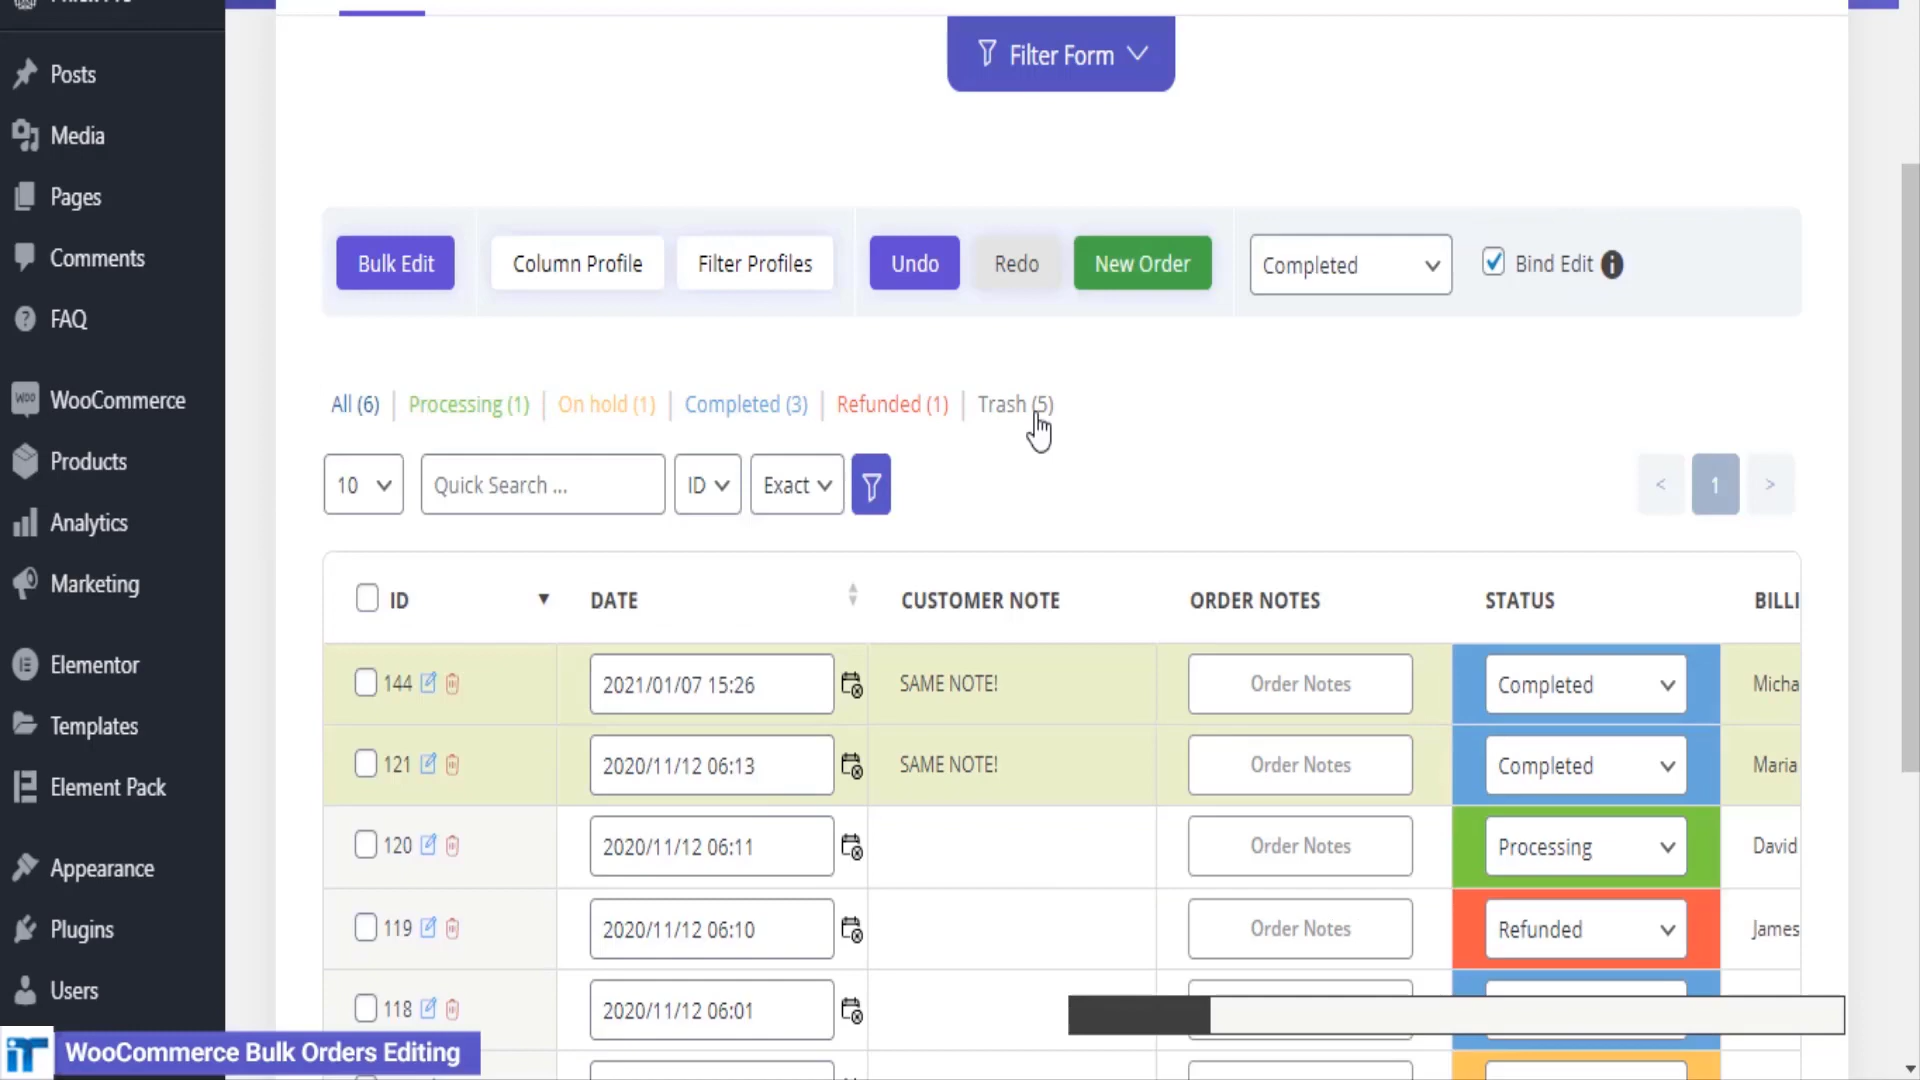 Filter Form
Posts
Media
Pages
Comments
FAQ
WooCommerce
Products
Analytics
Marketing
Elementor
Templates
Element Pack
Appearance
Plugins
Users
Bulk Edit
Column Profile
Filter Profiles
Undo
Redo
New Order
Completed
Bind Edit
All (6) | Processing (1) | On hold (1) | Completed (3) | Refunded (1) | Trash (5)
10
Quick Search ...
ID
Exact
< 1 >
ID DATE CUSTOMER NOTE ORDER NOTES STATUS BILLI
144 2021/01/07 15:26 SAME NOTE! Order Notes Completed Micha
121 2020/11/12 06:13 SAME NOTE! Order Notes Completed Maria
120 2020/11/12 06:11 Order Notes Processing David
119 2020/11/12 06:10 Order Notes Refunded James
118 2020/11/12 06:01
iT WooCommerce Bulk Orders Editing